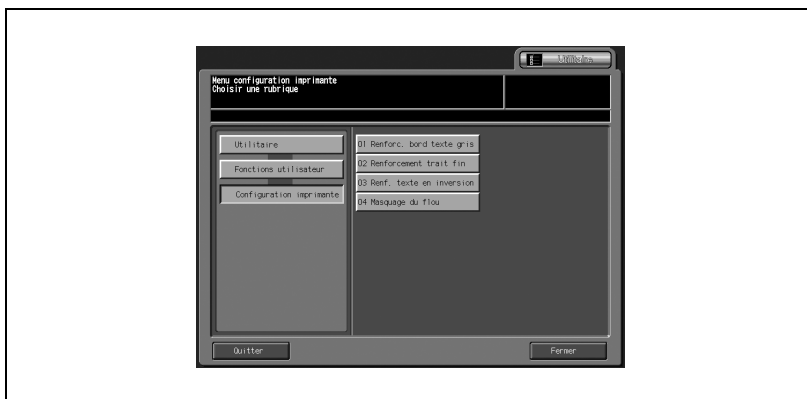 Utilitaire
Menu configuration imprimante
Choisir une rubrique
Utilitaire
Fonctions utilisateur
Configuration imprimante
01 Renforc. bord texte gris
02 Renforcement trait fin
03 Renf. texte en inversion
04 Masquage du flou
Quitter
Fermer